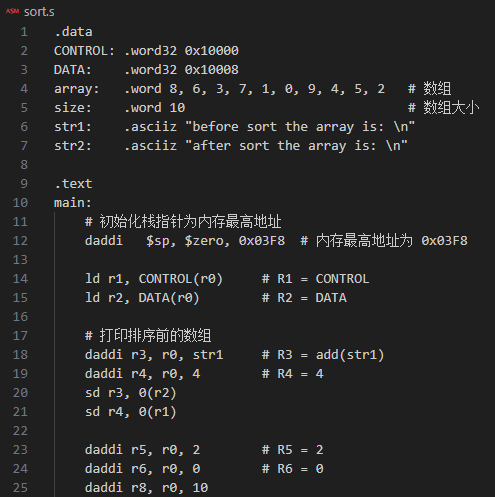 ASM sort.s
1 .data
2 CONTROL: .word32 0x10000
3 DATA:    .word32 0x10008
4 array:   .word 8, 6, 3, 7, 1, 0, 9, 4, 5, 2   # 数组
5 size:    .word 10                             # 数组大小
6 str1:    .asciiz "before sort the array is: \n"
7 str2:    .asciiz "after sort the array is: \n"
8
9 .text
10 main:
11     # 初始化栈指针为内存最高地址
12     daddi   $sp, $zero, 0x03F8  # 内存最高地址为 0x03F8
13
14     ld r1, CONTROL(r0)     # R1 = CONTROL
15     ld r2, DATA(r0)        # R2 = DATA
16
17     # 打印排序前的数组
18     daddi r3, r0, str1     # R3 = add(str1)
19     daddi r4, r0, 4        # R4 = 4
20     sd r3, 0(r2)
21     sd r4, 0(r1)
22
23     daddi r5, r0, 2        # R5 = 2
24     daddi r6, r0, 0        # R6 = 0
25     daddi r8, r0, 10